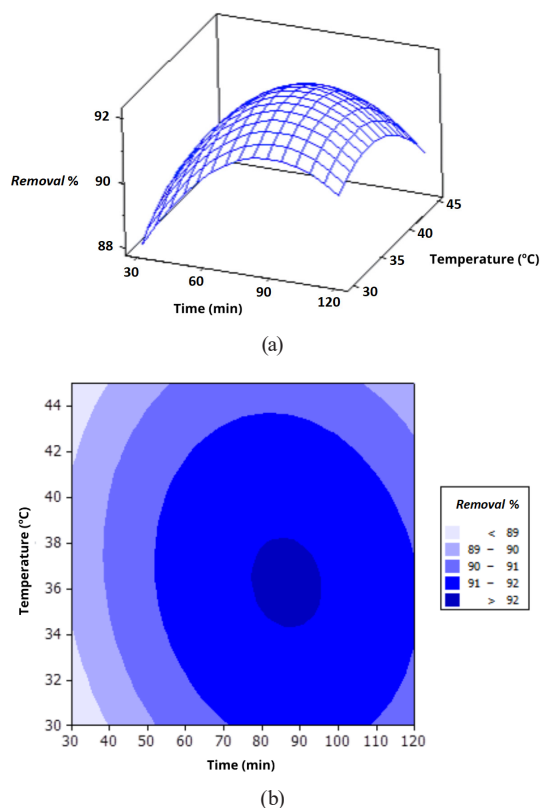 92
Removal %
90
88
30
60
90
120
Time (min)
30
35
40
45
Temperature (ºC)
(a)
44
42
40
38
36
34
32
30
Temperature (ºC)
30 40 50 60 70 80 90 100 110 120
Time (min)
Removal %
< 89
89 – 90
90 – 91
91 – 92
> 92
(b)